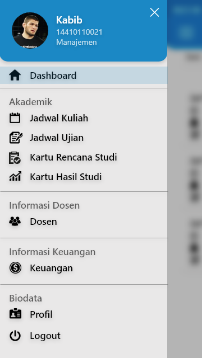 Kabib
14410110021
Manajemen
Dashboard
Akademik
Jadwal Kuliah
Jadwal Ujian
Kartu Rencana Studi
Kartu Hasil Studi
Informasi Dosen
Dosen
Informasi Keuangan
Keuangan
Biodata
Profil
Logout